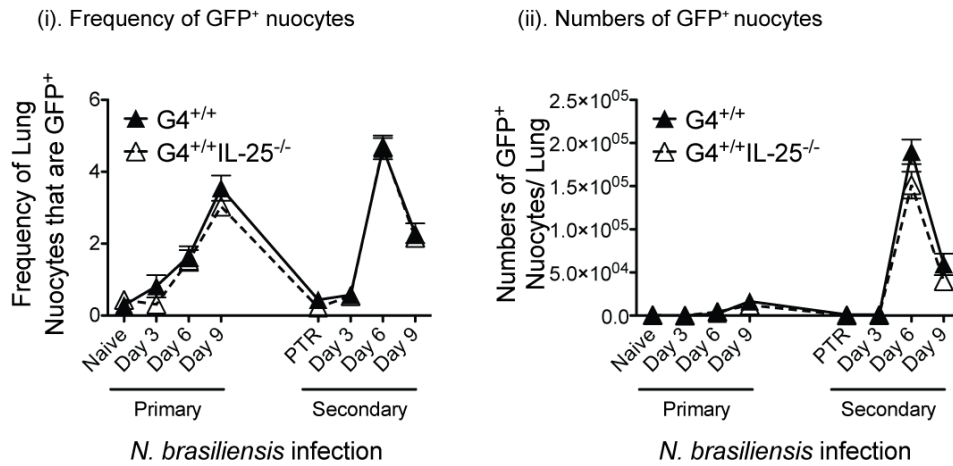 (i). Frequency of GFP⁺ nuocytes
Frequency of Lung
Nuocytes that are GFP⁺
6
4
2
0
G4⁺/⁺
G4⁺/⁺IL-25⁻/⁻
Naive
Day 3
Day 6
Day 9
PTR
Day 3
Day 6
Day 9
Primary
Secondary
N. brasiliensis infection
(ii). Numbers of GFP⁺ nuocytes
Numbers of GFP⁺
Nuocytes/ Lung
2.5×10⁰⁵
2.0×10⁰⁵
1.5×10⁰⁵
1.0×10⁰⁵
5.0×10⁰⁴
0.0
G4⁺/⁺
G4⁺/⁺IL-25⁻/⁻
Naive
Day 3
Day 6
Day 9
PTR
Day 3
Day 6
Day 9
Primary
Secondary
N. brasiliensis infection